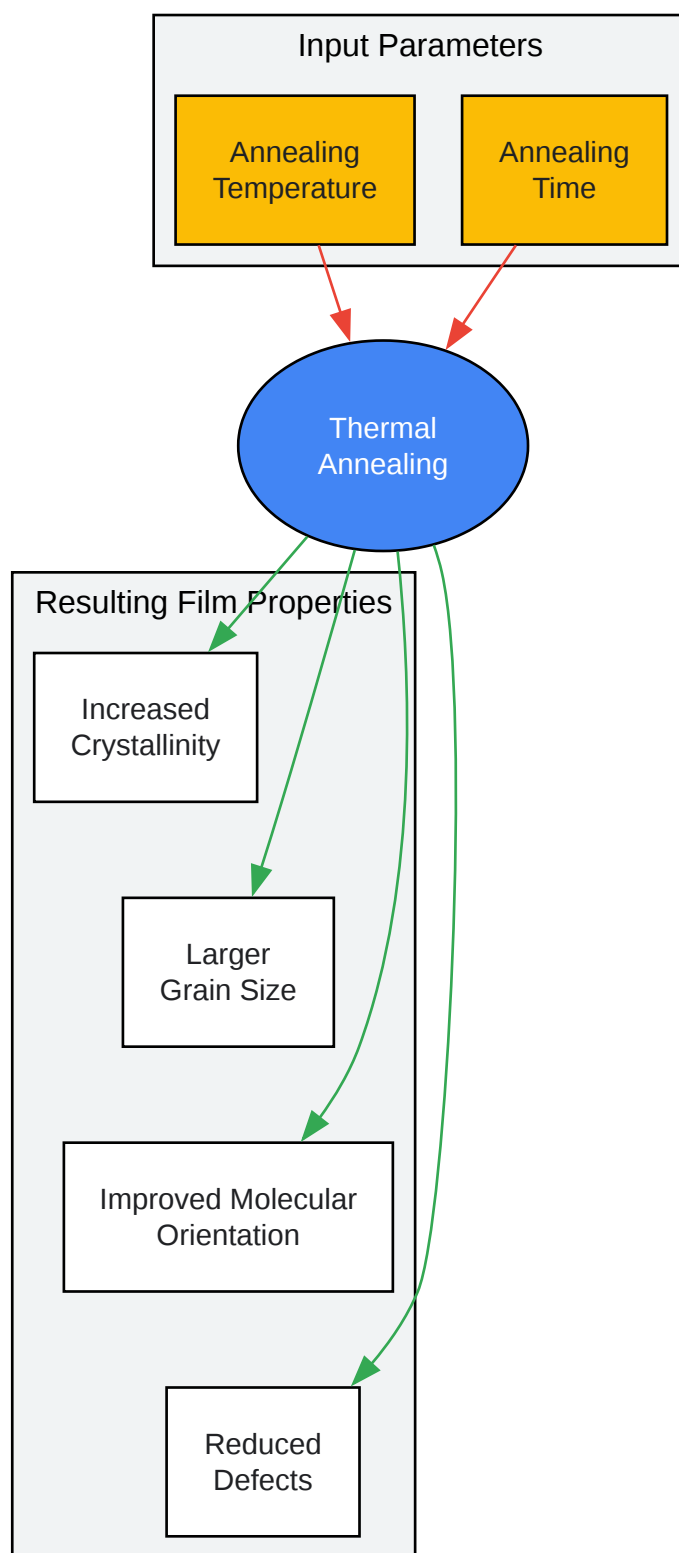 Input Parameters
Annealing
Temperature
Annealing
Time
Thermal
Annealing
Resulting Film Properties
Increased
Crystallinity
Larger
Grain Size
Improved Molecular
Orientation
Reduced
Defects